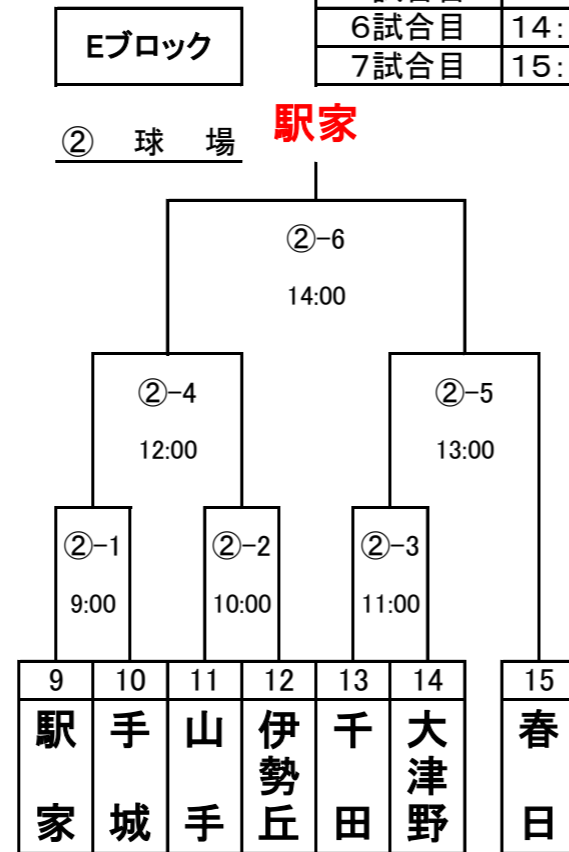 6試合目 14:
Eブロック
7試合目 15:
② 球 場 駅家
②-6
14:00
②-4 ②-5
12:00 13:00
②-1 ②-2 ②-3
9:00 10:00 11:00
9 10 11 12 13 14 15
駅家 手城 山手 伊勢丘 千田 大津野 春日